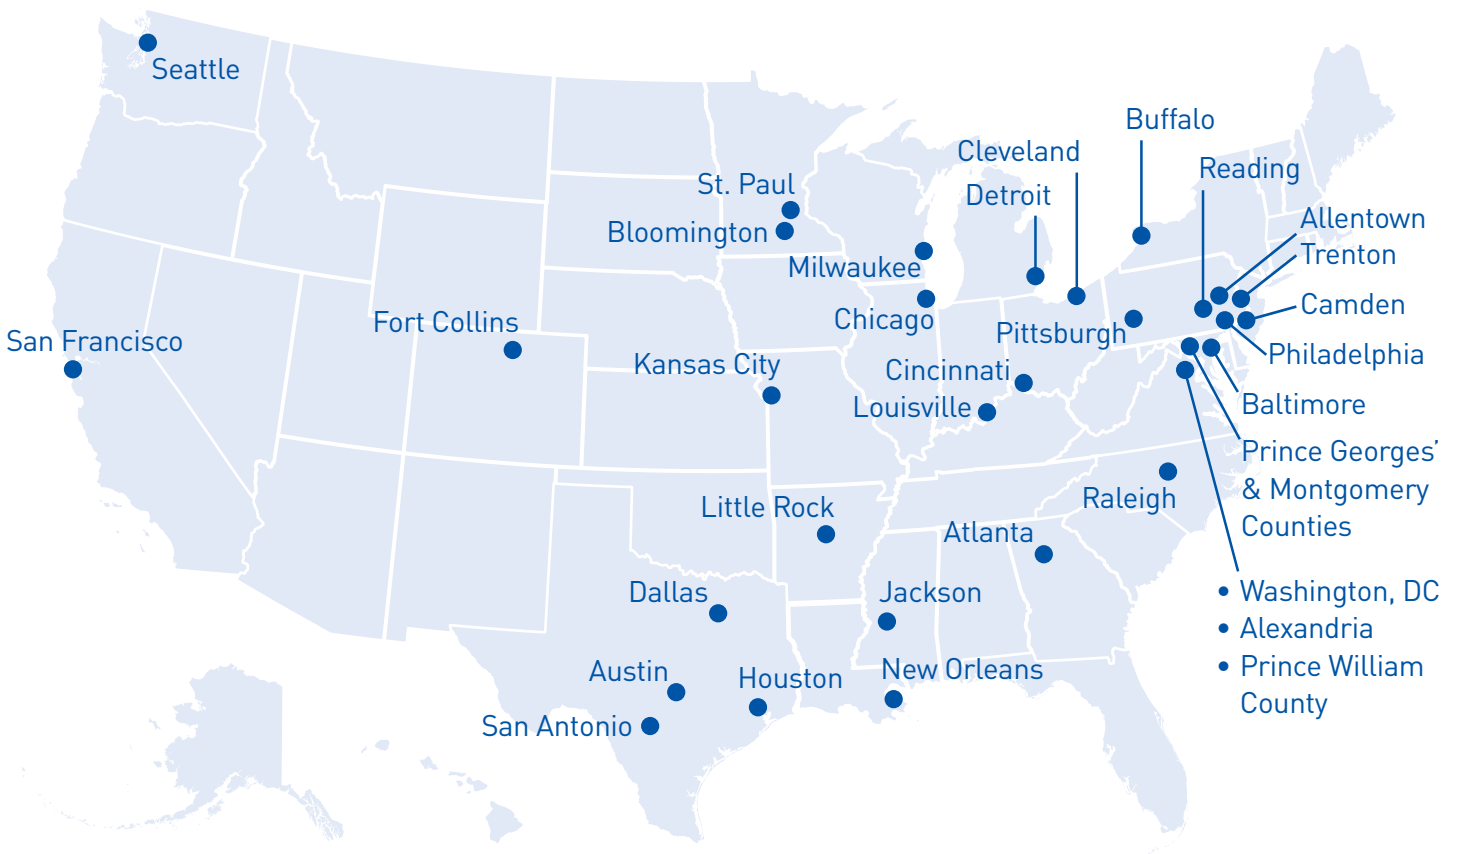 Seattle
Buffalo
Cleveland
Reading
St. Paul
Detroit
Allentown
Bloomington
Trenton
Milwaukee
Camden
Fort Collins
Chicago
Pittsburgh
San Francisco
Philadelphia
Kansas City
Cincinnati
Louisville
Baltimore
Prince Georges’
& Montgomery
Counties
Raleigh
Little Rock
Atlanta
Dallas
Jackson
• Washington, DC
• Alexandria
• Prince William
County
Austin
Houston
New Orleans
San Antonio